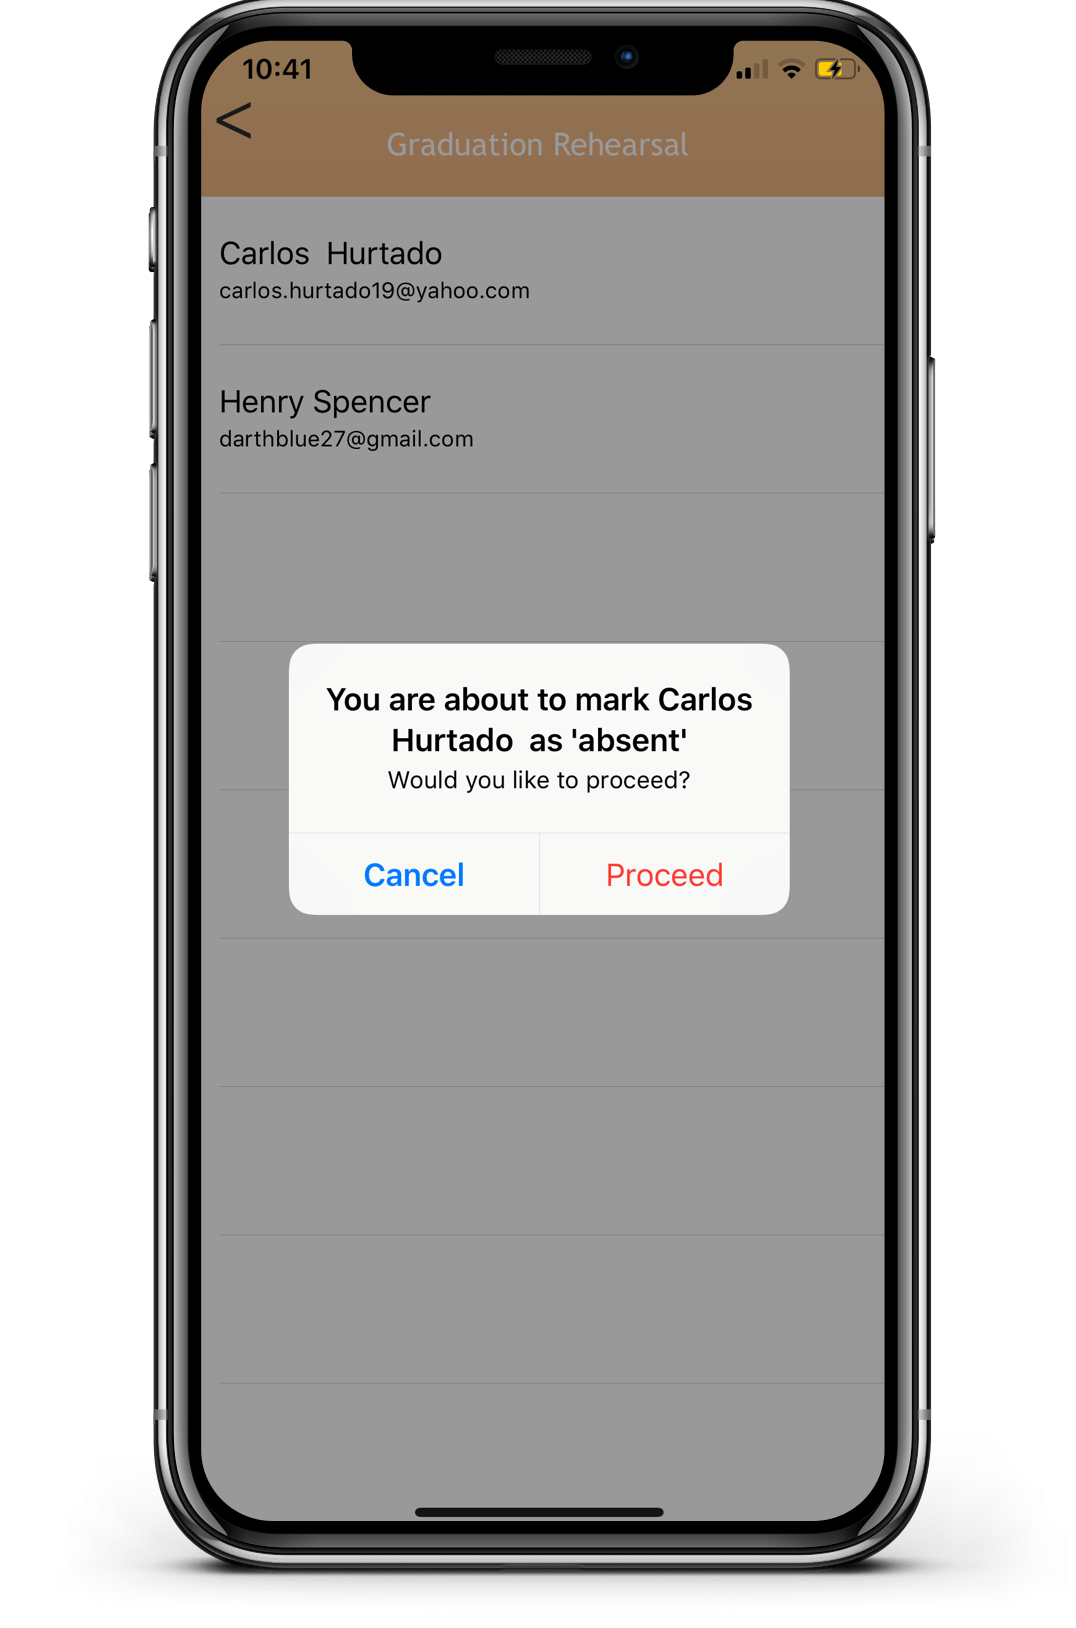 10:41
<
Graduation Rehearsal
Carlos  Hurtado
carlos.hurtado19@yahoo.com
Henry Spencer
darthblue27@gmail.com
You are about to mark Carlos
Hurtado  as 'absent'
Would you like to proceed?
Cancel Proceed